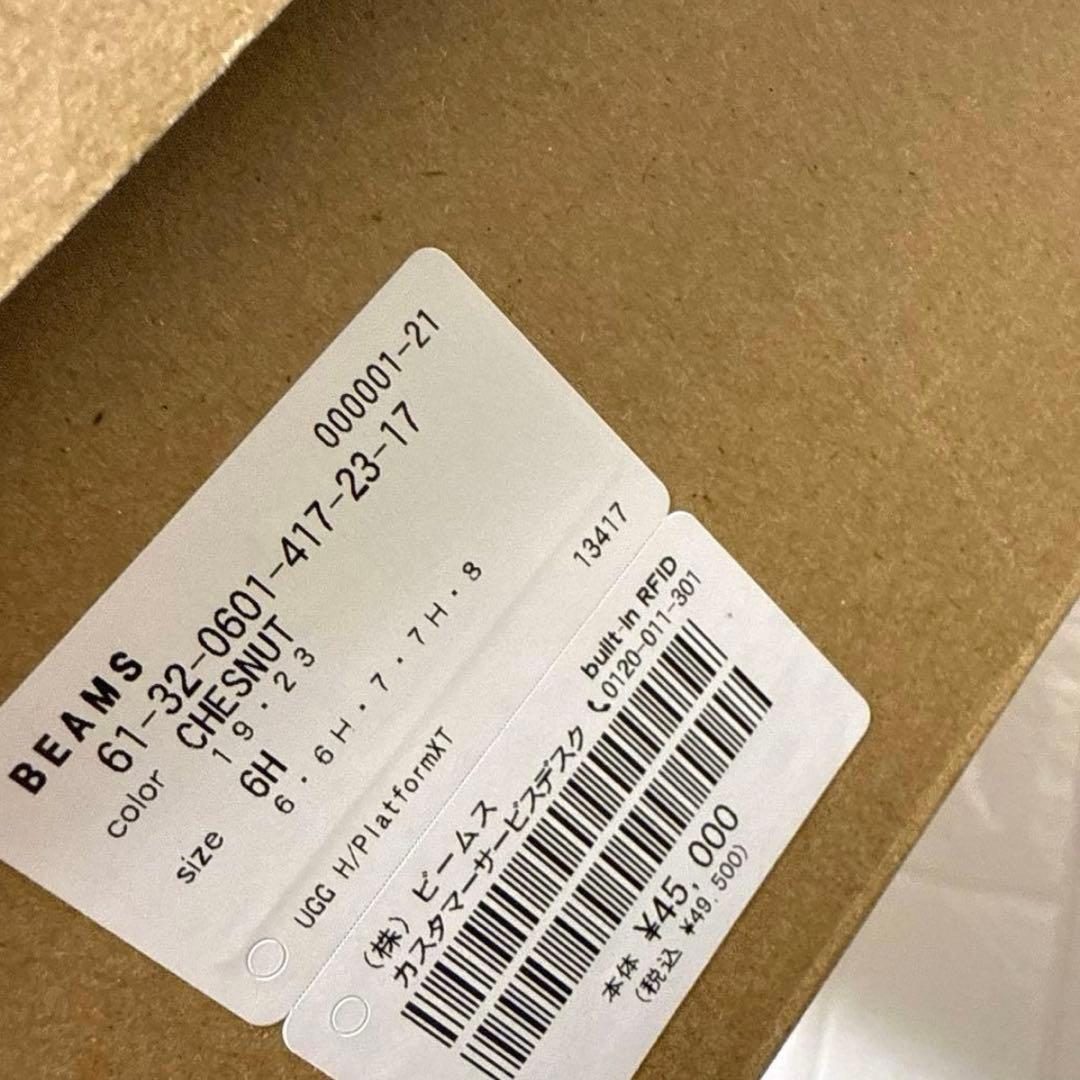 000001-21
BEAMS
61-32-0601-417-23-17
color CHESNUT
19.23
size 6H
6.6H.7.7H.8
UGG H/PlatformXT 13417
built-in RFID
(株) ビームス
カスタマーサービスデスク 0120-011-301
本体 ¥45,000
(税込 ¥49,500)